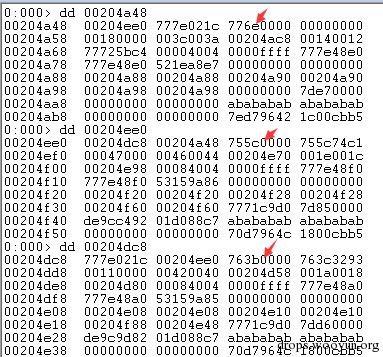 0:000> dd 00204a48
00204a48 00204ee0 777e021c 776e0000 00000000
00204a58 00180000 003c003a 00204ac8 00140012
00204a68 77725bc4 00004004 0000ffff 777e48e0
00204a78 777e48e0 521ea8e7 00000000 00000000
00204a88 00204a88 00204a88 00204a90 00204a90
00204a98 00204a98 00204a98 00000000 7de70000
00204aa8 00000000 00000000 abababab abababab
00204ab8 00000000 00000000 7ed79642 1c00cbb5
0:000> dd 00204ee0
00204ee0 00204dc8 00204a48 755c0000 755c74c1
00204ef0 00047000 00460044 00204e70 001e001c
00204f00 00204e98 00084004 0000ffff 777e48f0
00204f10 777e48f0 53159a86 00000000 00000000
00204f20 00204f20 00204f20 00204f28 00204f28
00204f30 00204f60 00204f60 7771c9d0 7d850000
00204f40 de9cc492 01d088c7 abababab abababab
00204f50 00000000 00000000 70d7964c 1800cbb5
0:000> dd 00204dc8
00204dc8 777e021c 00204ee0 763b0000 763c3293
00204dd8 00110000 00420040 00204d58 001a0018
00204de8 00204d80 00084004 0000ffff 777e48a0
00204df8 777e48a0 53159a85 00000000 00000000
00204e08 00204e08 00204e08 00204e10 00204e10
00204e18 00204f88 00204e48 7771c9d0 7dd60000
00204e28 de9c9d82 01d088c7 abababab abababab
00204e38 00000000 00000000 70d7964c 1800cbb5
drops.wooyun.org